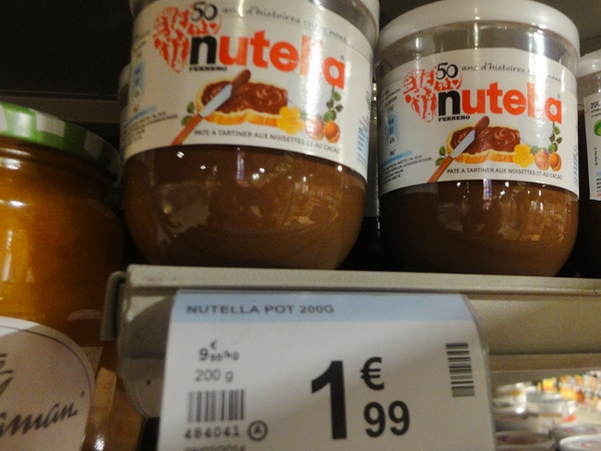 50 ans d'histoires
nutella
FERRERO
PATE A TARTINER AUX NOISETTES ET AU CACAO
50 ans d'histoires
nutella
FERRERO
PATE A TARTINER AUX NOISETTES ET AU CACAO
NUTELLA POT 200G
200 g
1€99
484041 A
aman